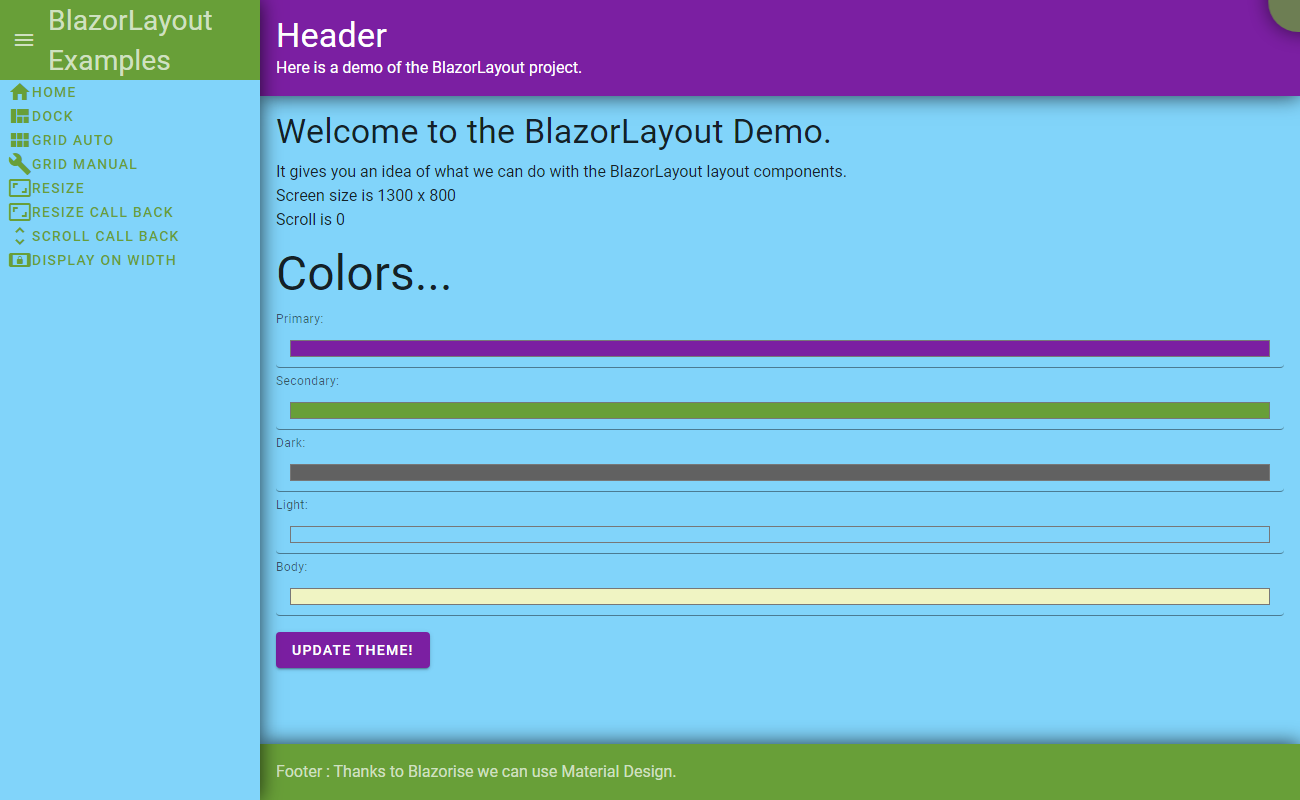 BlazorLayout
Examples
HOME
DOCK
GRID AUTO
GRID MANUAL
RESIZE
RESIZE CALL BACK
SCROLL CALL BACK
DISPLAY ON WIDTH
Header
Here is a demo of the BlazorLayout project.
Welcome to the BlazorLayout Demo.
It gives you an idea of what we can do with the BlazorLayout layout components.
Screen size is 1300 x 800
Scroll is 0
Colors...
Primary:
Secondary:
Dark:
Light:
Body:
UPDATE THEME!
Footer : Thanks to Blazorise we can use Material Design.